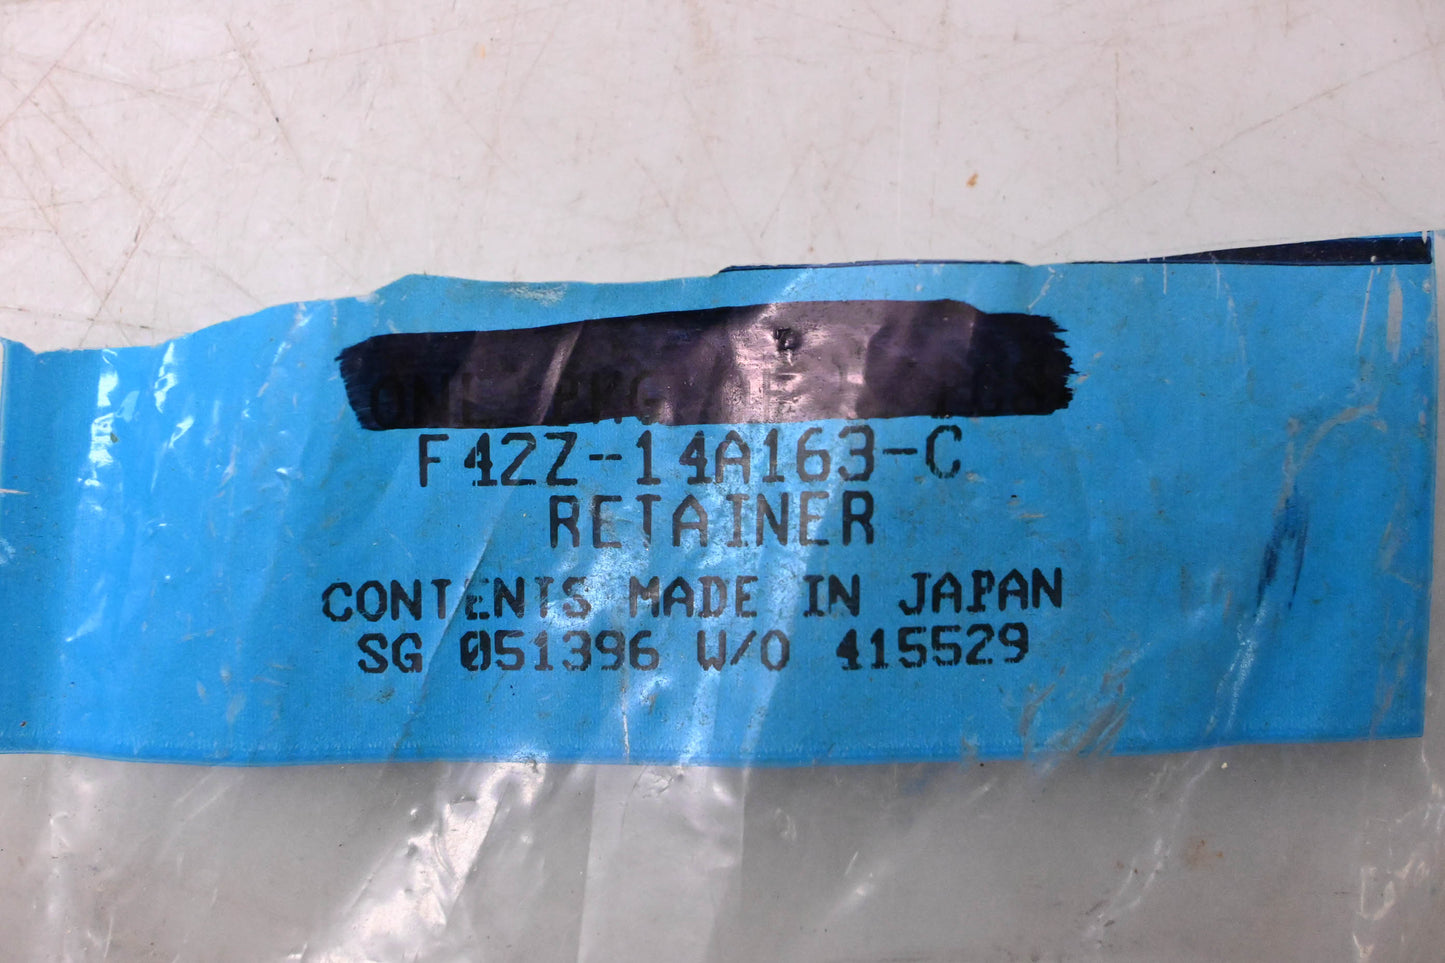 F42Z-14A163-C
RETAINER
CONTENTS MADE IN JAPAN
SG 051396 W/O 415529